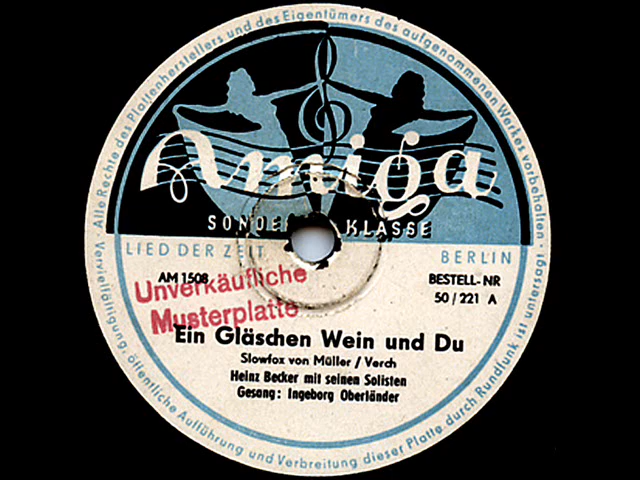 Alle Rechte des Plattenherstellers und des Eigentümers des aufgenommenen Werkes vorbehalten
Amiga
SONDERKLASSE
LIED DER ZEIT
BERLIN
AM 1508
BESTELL-NR
50/221 A
Unverkäufliche
Musterplatte
Ein Gläschen Wein und Du
Slowfox von Müller / Verch
Heinz Becker mit seinen Solisten
Gesang: Ingeborg Oberländer
Vervielfältigung, öffentliche Aufführung und Verbreitung dieser Platte durch Rundfunk ist untersagt -